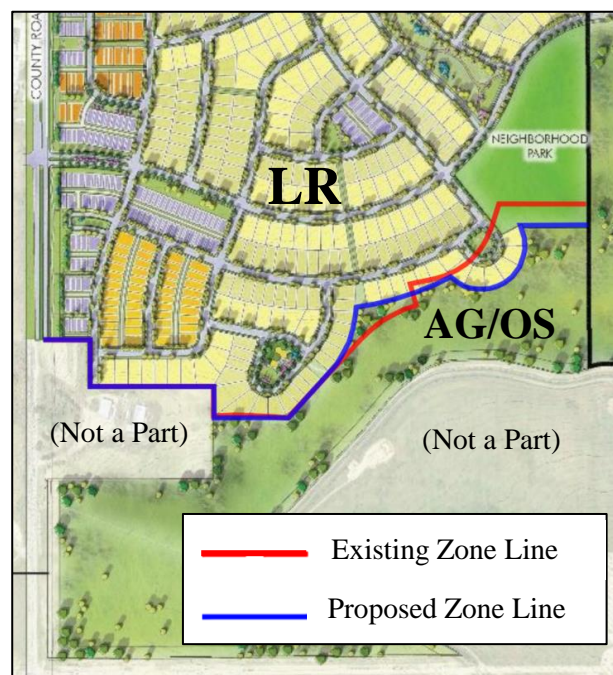 COUNTY ROA
NEIGHBORHOOD
PARK
LR
AG/OS
(Not a Part)
(Not a Part)
Existing Zone Line
Proposed Zone Line